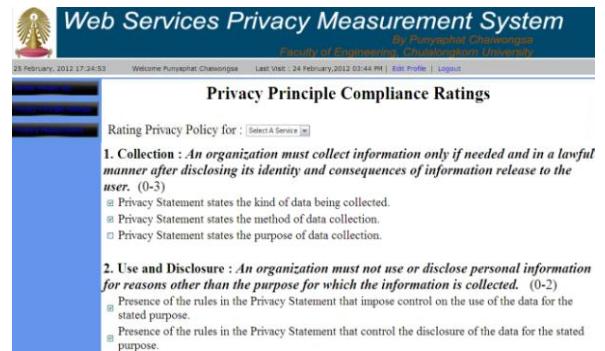 Web Services Privacy Measurement System
By Punyaphat Chaiwongsa
Faculty of Engineering, Chulalongkorn University
25 February, 2012 17:24:53 Welcome Punyaphat Chaiwongsa Last Visit : 24 February,2012 03:44 PM | Edit Profile | Logout
Privacy Principle Compliance Ratings
Rating Privacy Policy for : Select A Service
1. Collection : An organization must collect information only if needed and in a lawful
manner after disclosing its identity and consequences of information release to the
user. (0-3)
Privacy Statement states the kind of data being collected.
Privacy Statement states the method of data collection.
Privacy Statement states the purpose of data collection.
2. Use and Disclosure : An organization must not use or disclose personal information
for reasons other than the purpose for which the information is collected. (0-2)
Presence of the rules in the Privacy Statement that impose control on the use of the data for the
stated purpose.
Presence of the rules in the Privacy Statement that control the disclosure of the data for the stated
purpose.